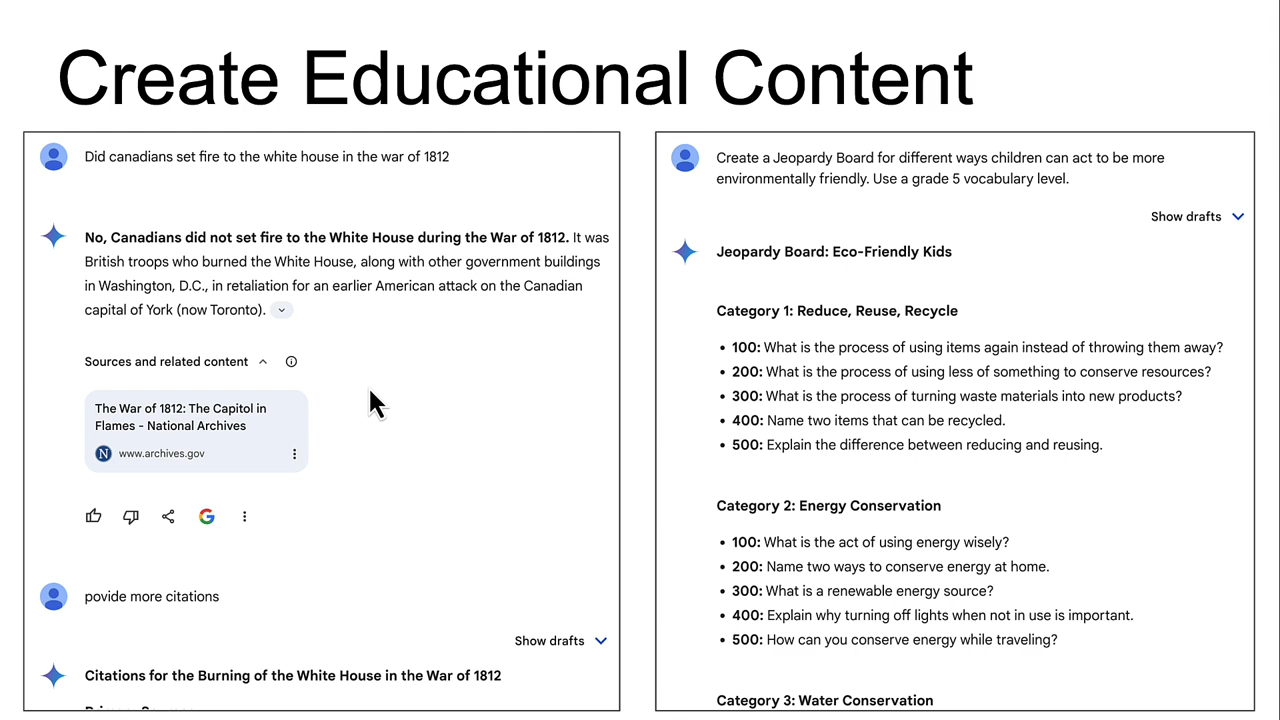 Create Educational Content
Did canadians set fire to the white house in the war of 1812
No, Canadians did not set fire to the White House during the War of 1812. It was
British troops who burned the White House, along with other government buildings
in Washington, D.C., in retaliation for an earlier American attack on the Canadian
capital of York (now Toronto).
Sources and related content
The War of 1812: The Capitol in
Flames - National Archives
N www.archives.gov
povide more citations
Show drafts
Citations for the Burning of the White House in the War of 1812
Create a Jeopardy Board for different ways children can act to be more
environmentally friendly. Use a grade 5 vocabulary level.
Show drafts
Jeopardy Board: Eco-Friendly Kids
Category 1: Reduce, Reuse, Recycle
• 100: What is the process of using items again instead of throwing them away?
• 200: What is the process of using less of something to conserve resources?
• 300: What is the process of turning waste materials into new products?
• 400: Name two items that can be recycled.
• 500: Explain the difference between reducing and reusing.
Category 2: Energy Conservation
• 100: What is the act of using energy wisely?
• 200: Name two ways to conserve energy at home.
• 300: What is a renewable energy source?
• 400: Explain why turning off lights when not in use is important.
• 500: How can you conserve energy while traveling?
Category 3: Water Conservation